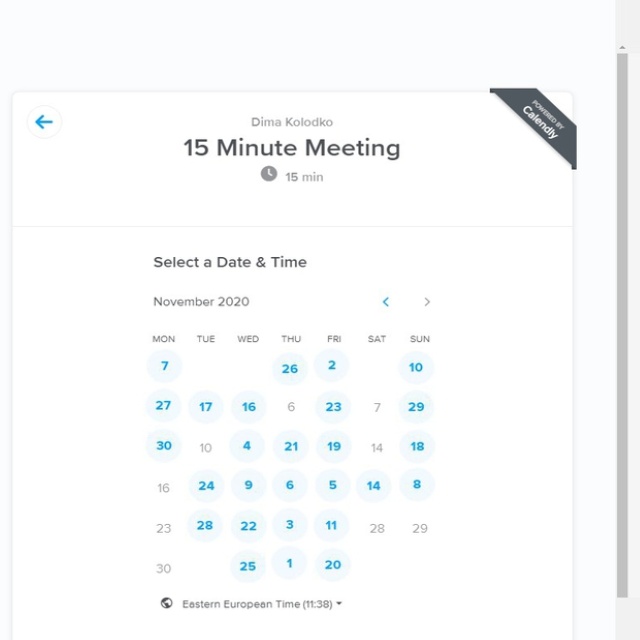 POWERED BY
Calendly
Dima Kolodko
15 Minute Meeting
15 min
Select a Date & Time
November 2020
MON TUE WED THU FRI SAT SUN
7 26 2 10
27 17 16 6 23 7 29
30 10 4 21 19 14 18
16 24 9 6 5 14 8
23 28 22 3 11 28 29
30 25 1 20
Eastern European Time (11:38)